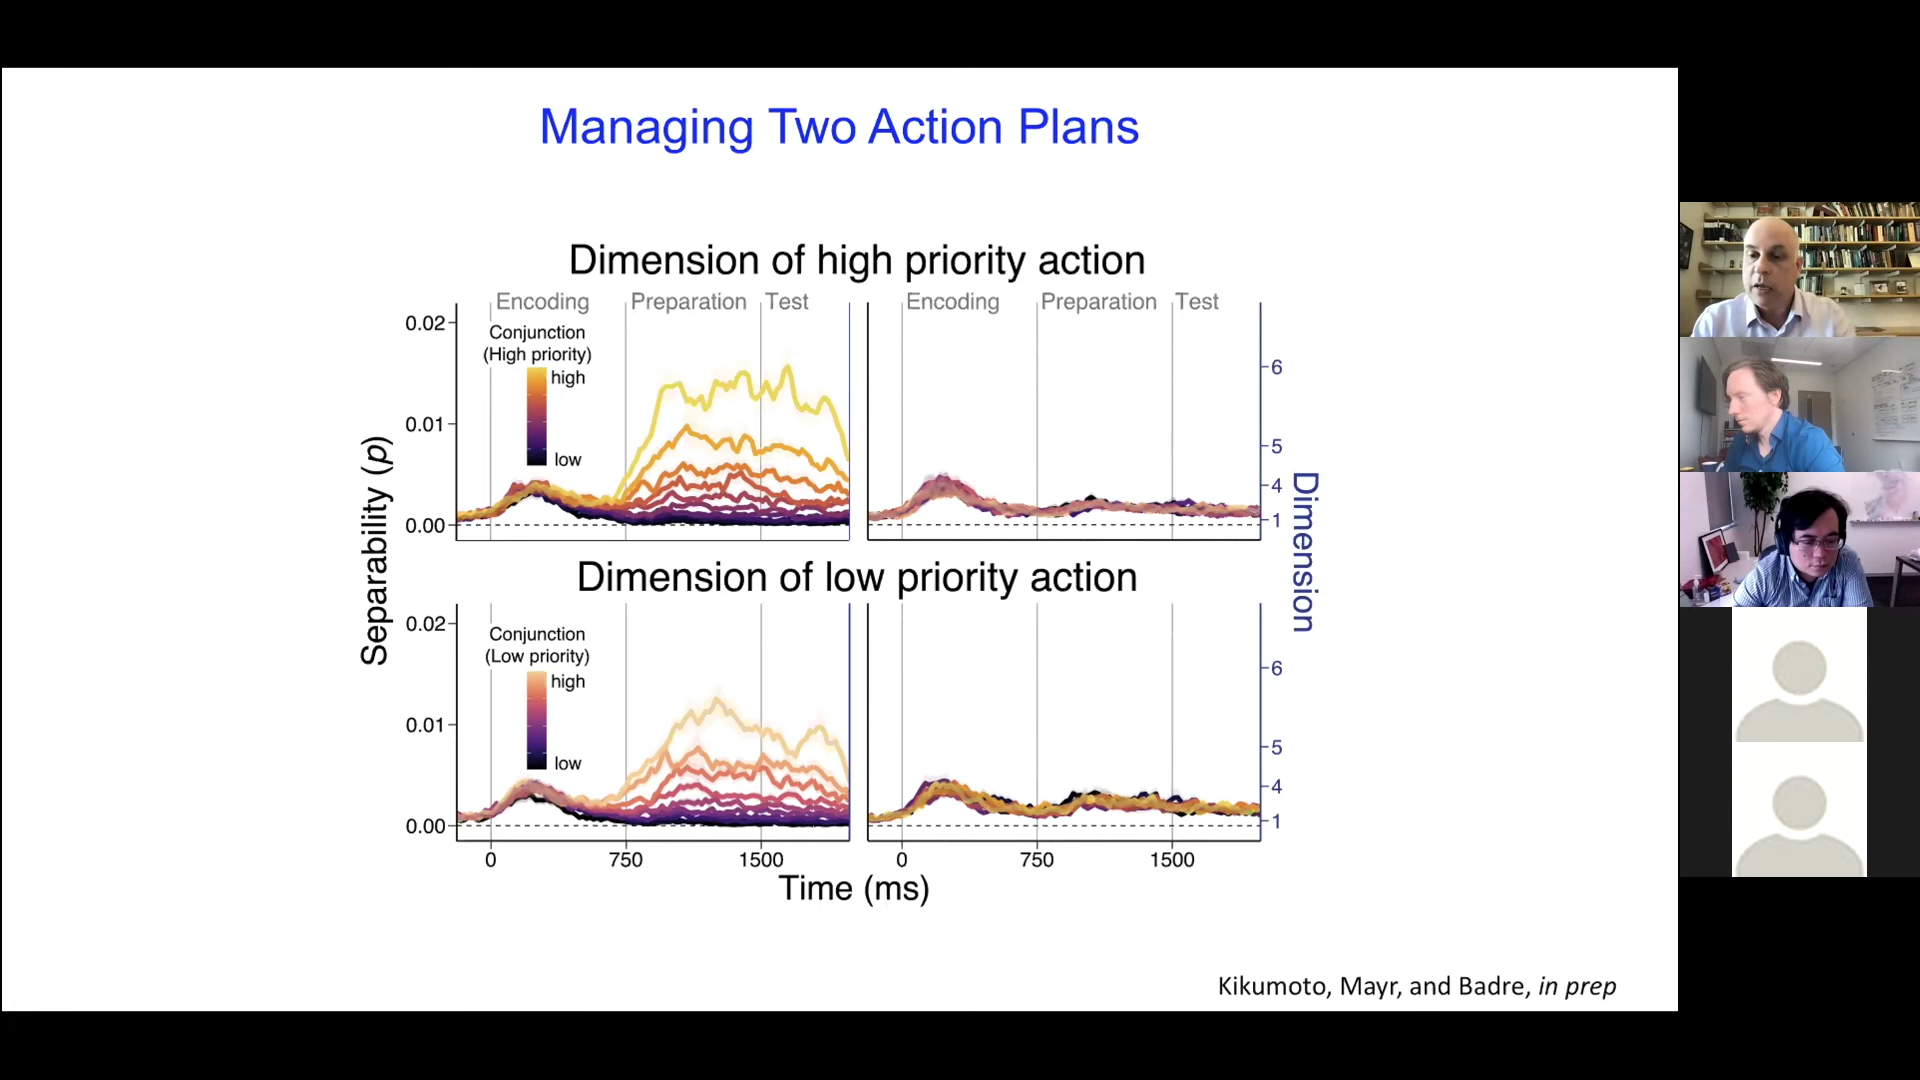 Managing Two Action Plans
Dimension of high priority action
Encoding Preparation Test
Encoding Preparation Test
Conjunction
(High priority)
high
low
0.02
0.01
0.00
6
5
4
1
Separability (p)
Dimension
Dimension of low priority action
Conjunction
(Low priority)
high
low
0.02
0.01
0.00
6
5
4
1
0 750 1500
0 750 1500
Time (ms)
Kikumoto, Mayr, and Badre, in prep